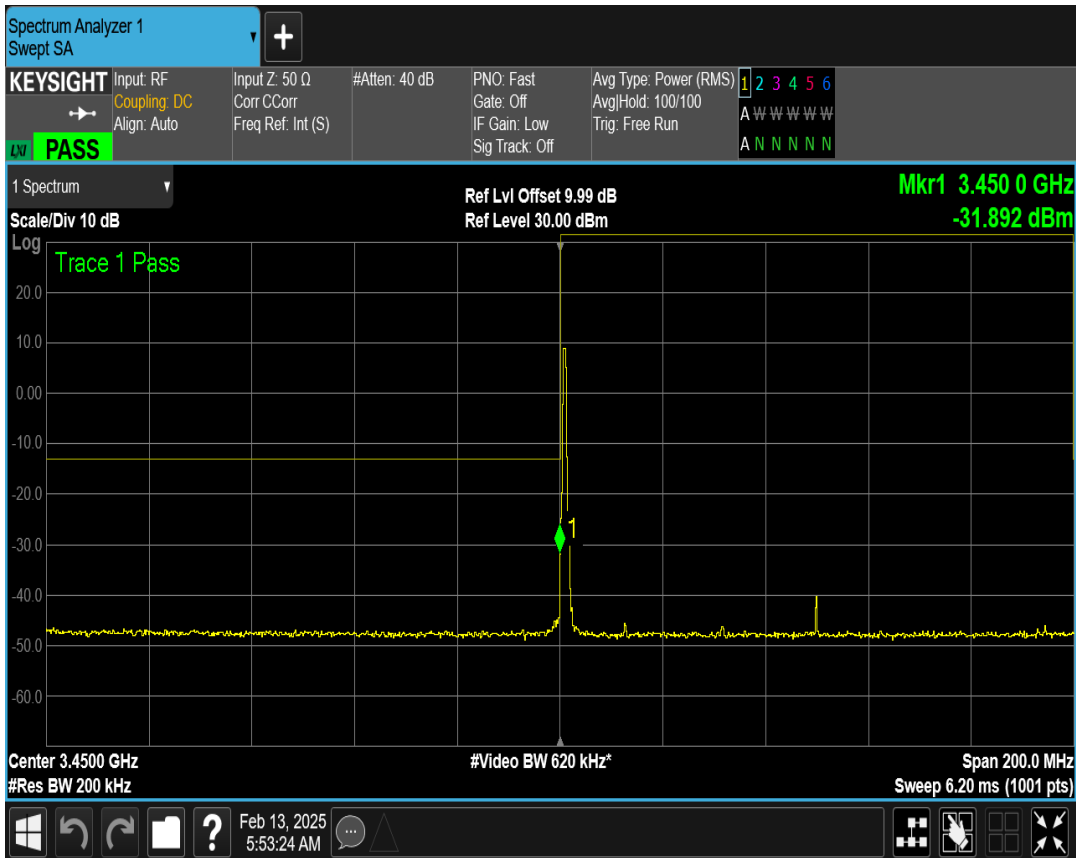 Spectrum Analyzer 1
Swept SA
+
KEYSIGHT
LXI PASS
Input: RF
Coupling: DC
Align: Auto
Input Z: 50 Ω
Corr CCorr
Freq Ref: Int (S)
#Atten: 40 dB
PNO: Fast
Gate: Off
IF Gain: Low
Sig Track: Off
Avg Type: Power (RMS)
Avg|Hold: 100/100
Trig: Free Run
1 2 3 4 5 6
A W W W W W
A N N N N N
1 Spectrum
Scale/Div 10 dB
Ref Lvl Offset 9.99 dB
Ref Level 30.00 dBm
Mkr1 3.450 0 GHz
-31.892 dBm
Log
Trace 1 Pass
20.0
10.0
0.00
-10.0
-20.0
1
-30.0
-40.0
-50.0
-60.0
Center 3.4500 GHz
#Video BW 620 kHz*
Span 200.0 MHz
#Res BW 200 kHz
Sweep 6.20 ms (1001 pts)
?
Feb 13, 2025
5:53:24 AM